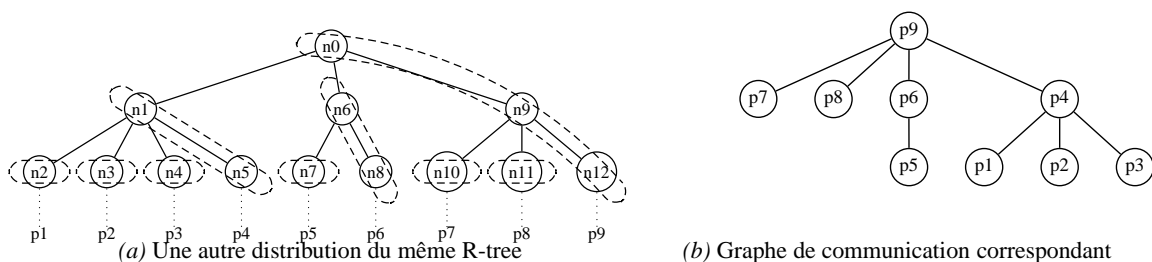 n0
p9
n1 n6 n9
p7 p8 p6 p4
n2 n3 n4 n5 n7 n8 n10 n11 n12
p5 p1 p2 p3
p1 p2 p3 p4 p5 p6 p7 p8 p9
(a) Une autre distribution du même R-tree
(b) Graphe de communication correspondant